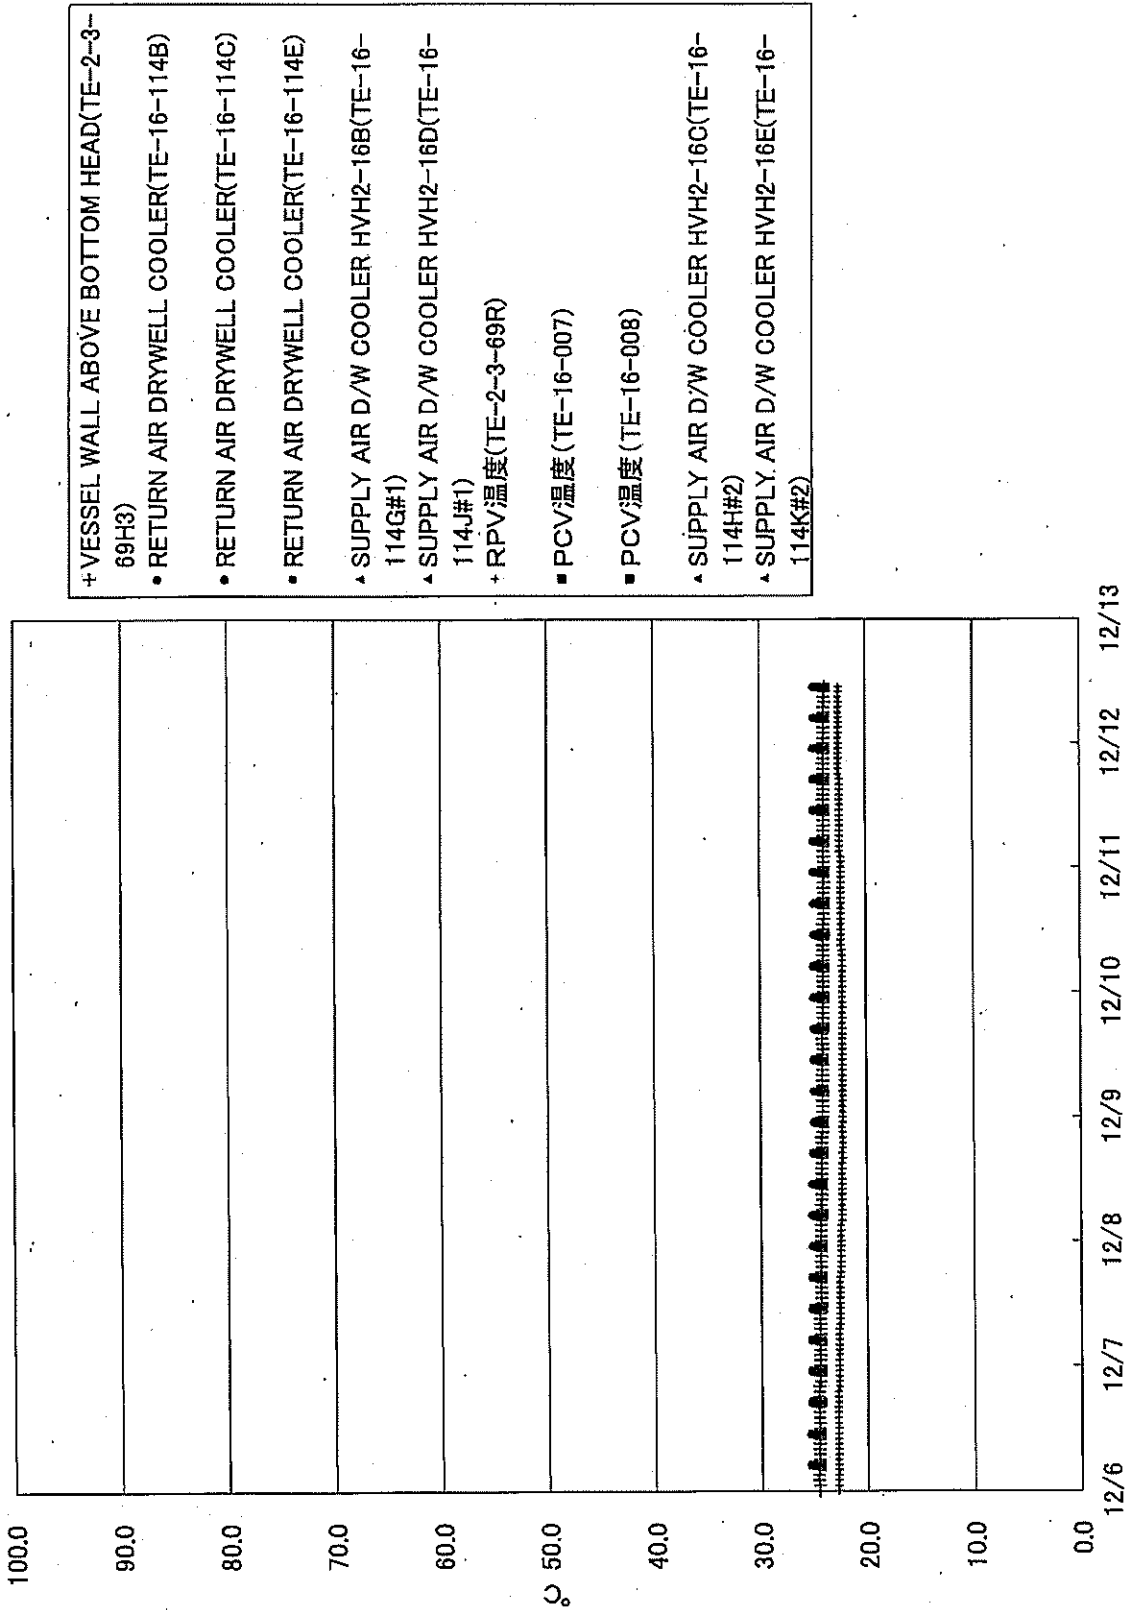 100.0
90.0
80.0
70.0
60.0
50.0
40.0
30.0
20.0
10.0
0.0
°C
12/6
12/7
12/8
12/9
12/10
12/11
12/12
12/13
+VESSEL WALL ABOVE BOTTOM HEAD(TE-2-3-
69H3)
• RETURN AIR DRYWELL COOLER(TE-16-114B)
• RETURN AIR DRYWELL COOLER(TE-16-114C)
• RETURN AIR DRYWELL COOLER(TE-16-114E)
▲ SUPPLY AIR D/W COOLER HVH2-16B(TE-16-
114G#1)
▲ SUPPLY AIR D/W COOLER HVH2-16D(TE-16-
114J#1)
+ RPV温度(TE-2-3-69R)
■ PCV温度(TE-16-007)
■ PCV温度(TE-16-008)
▲ SUPPLY AIR D/W COOLER HVH2-16C(TE-16-
114H#2)
▲ SUPPLY AIR D/W COOLER HVH2-16E(TE-16-
114K#2)